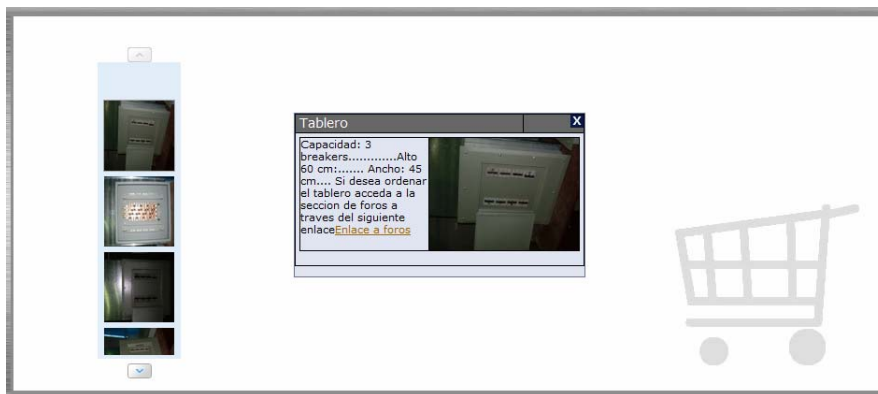 Tablero
X
Capacidad: 3
breakers.............Alto
60 cm:....... Ancho: 45
cm.... Si desea ordenar
el tablero acceda a la
seccion de foros a
traves del siguiente
enlaceEnlace a foros